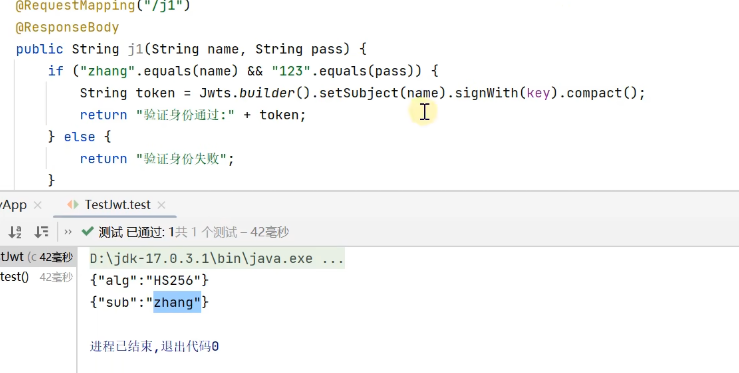 @RequestMapping("/j1")
@ResponseBody
public String j1(String name, String pass) {
if ("zhang".equals(name) && "123".equals(pass)) {
String token = Jwts.builder().setSubject(name).signWith(key).compact();
return "验证身份通过:" + token;
} else {
return "验证身份失败";
}
App TestJwt.test
测试 已通过: 1共 1 个测试 – 42毫秒
tJwt (c 42毫秒
test() 42毫秒
D:\jdk-17.0.3.1\bin\java.exe ...
{"alg":"HS256"}
{"sub":"zhang"}
进程已结束,退出代码0